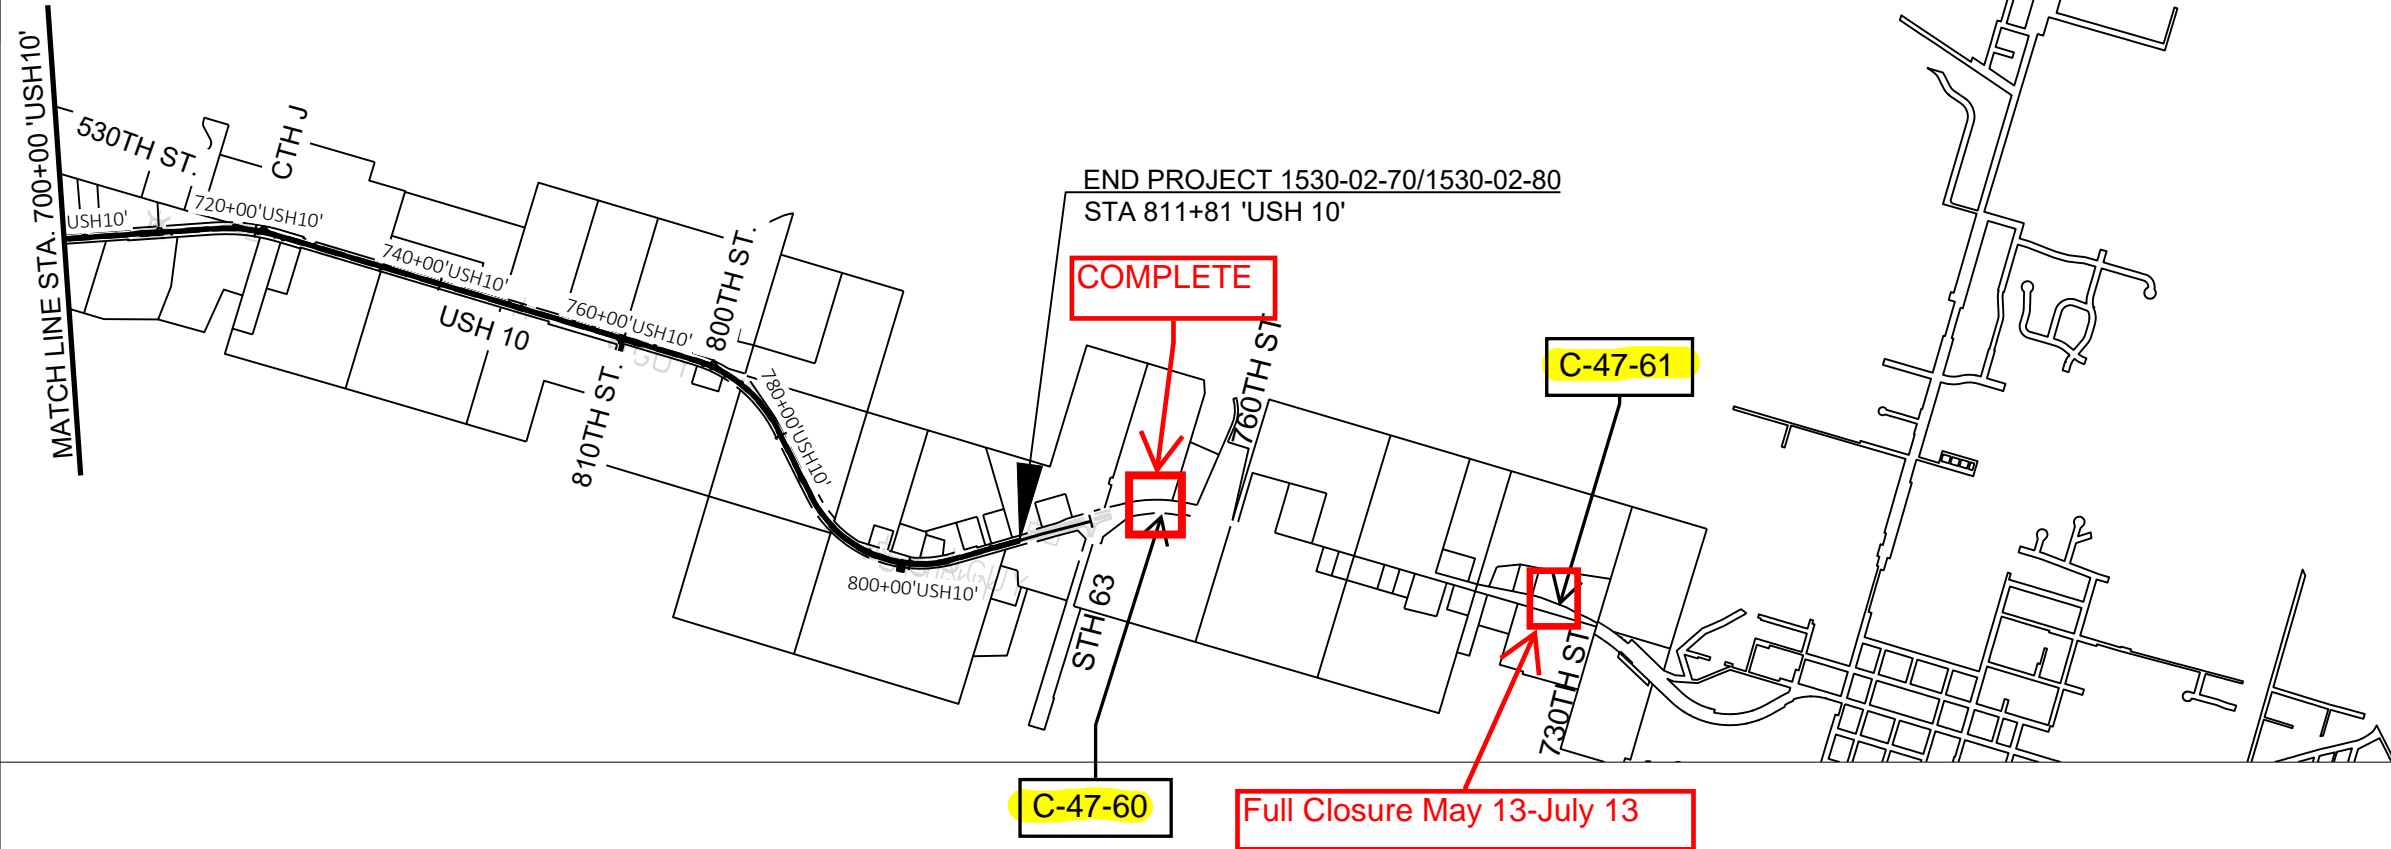 MATCH LINE STA. 700+00 'USH10'
530TH ST.
CTH J
USH10'
720+00'USH10'
740+00'USH10'
USH 10
760+00'USH10'
800TH ST.
810TH ST.
780+00'USH10'
800+00'USH10'
END PROJECT 1530-02-70/1530-02-80
STA 811+81 'USH 10'
COMPLETE
760TH ST
STH 63
C-47-61
730TH ST
C-47-60
Full Closure May 13-July 13